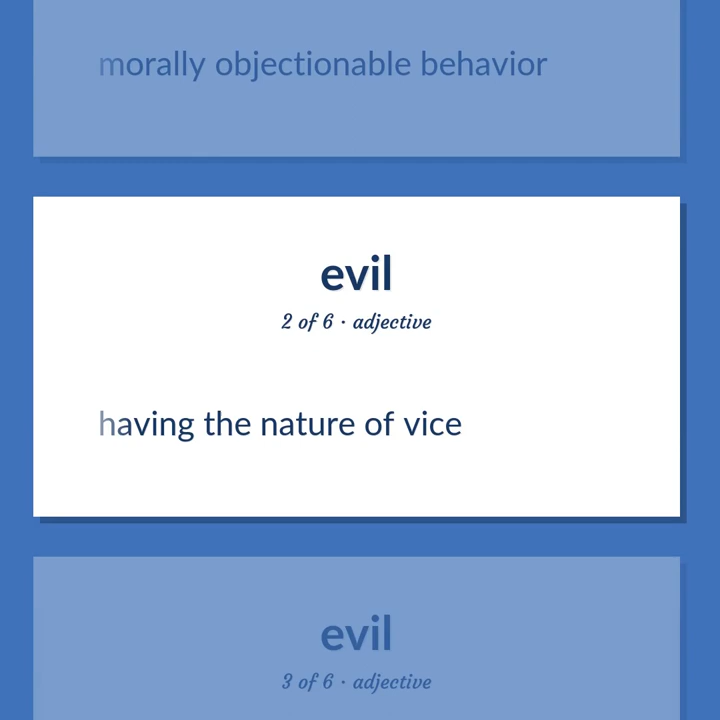 morally objectionable behavior
evil
2 of 6 · adjective
having the nature of vice
evil
3 of 6 · adjective